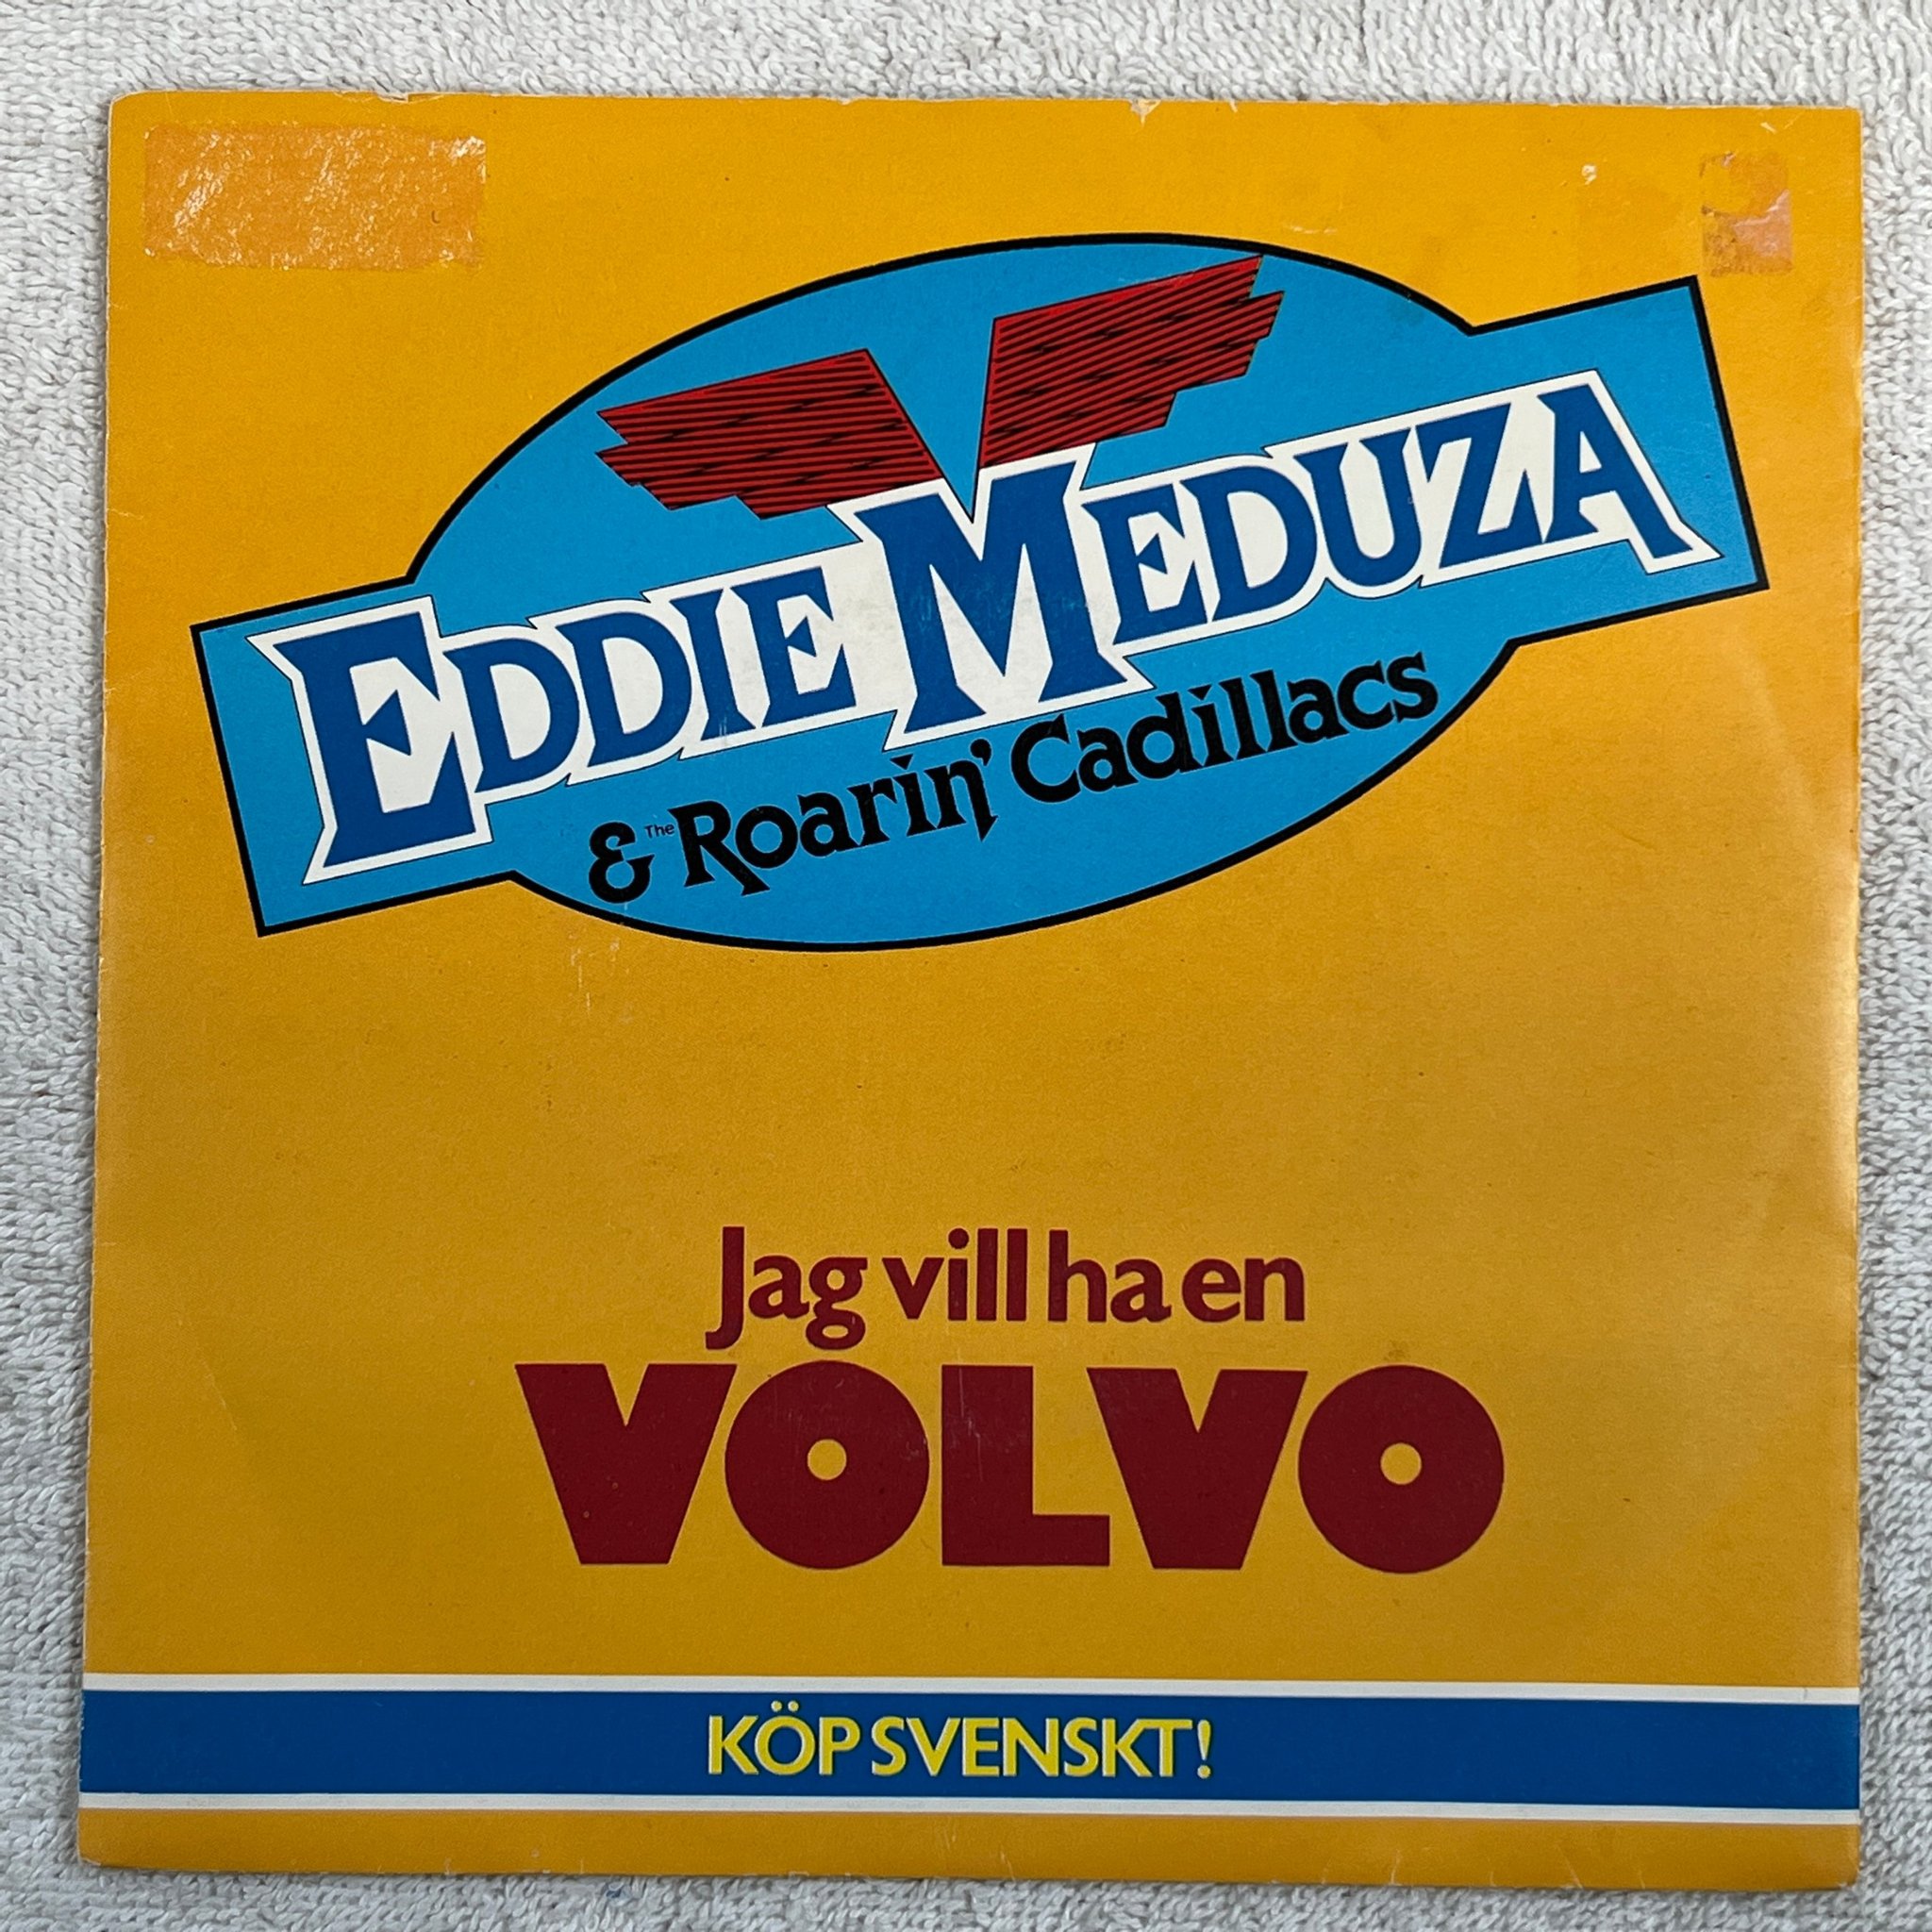 EDDIE MEDUZA
& The Roarin' Cadillacs
Jag vill ha en
VOLVO
KÖP SVENSKT!